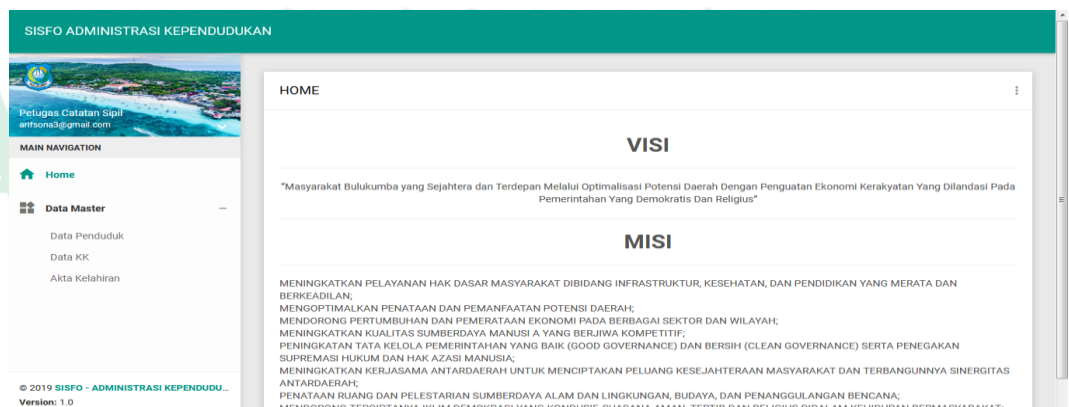 SISFO ADMINISTRASI KEPENDUDUKAN
Petugas Catatan Sipil
arifsona3@gmail.com
MAIN NAVIGATION
Home
Data Master
Data Penduduk
Data KK
Akta Kelahiran
© 2019 SISFO - ADMINISTRASI KEPENDUDU...
Version: 1.0
HOME
VISI
"Masyarakat Bulukumba yang Sejahtera dan Terdepan Melalui Optimalisasi Potensi Daerah Dengan Penguatan Ekonomi Kerakyatan Yang Dilandasi Pada
Pemerintahan Yang Demokratis Dan Religius"
MISI
MENINGKATKAN PELAYANAN HAK DASAR MASYARAKAT DIBIDANG INFRASTRUKTUR, KESEHATAN, DAN PENDIDIKAN YANG MERATA DAN
BERKEADILAN;
MENGOPTIMALKAN PENATAAN DAN PEMANFAATAN POTENSI DAERAH;
MENDORONG PERTUMBUHAN DAN PEMERATAAN EKONOMI PADA BERBAGAI SEKTOR DAN WILAYAH;
MENINGKATKAN KUALITAS SUMBERDAYA MANUSI A YANG BERJIWA KOMPETITIF;
PENINGKATAN TATA KELOLA PEMERINTAHAN YANG BAIK (GOOD GOVERNANCE) DAN BERSIH (CLEAN GOVERNANCE) SERTA PENEGAKAN
SUPREMASI HUKUM DAN HAK AZASI MANUSIA;
MENINGKATKAN KERJASAMA ANTARDAERAH UNTUK MENCIPTAKAN PELUANG KESEJAHTERAAN MASYARAKAT DAN TERBANGUNNYA SINERGITAS
ANTARDAERAH;
PENATAAN RUANG DAN PELESTARIAN SUMBERDAYA ALAM DAN LINGKUNGAN, BUDAYA, DAN PENANGGULANGAN BENCANA;